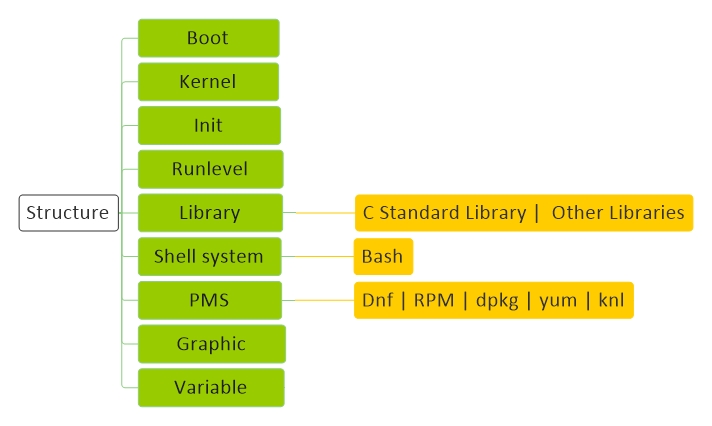 Boot
Kernel
Init
Runlevel
Structure
Library
C Standard Library | Other Libraries
Shell system
Bash
PMS
Dnf | RPM | dpkg | yum | knl
Graphic
Variable